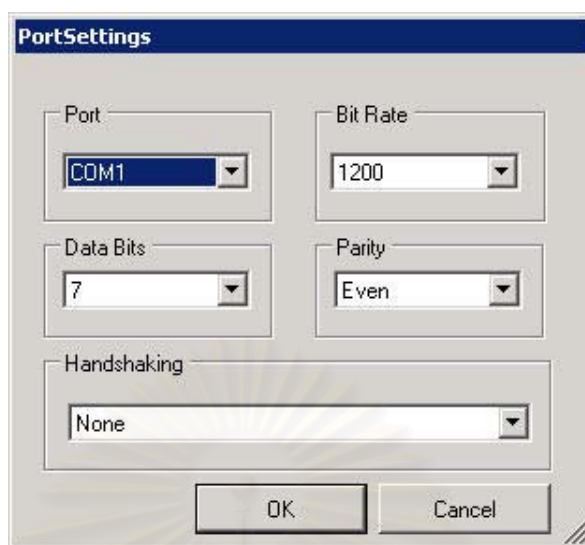 PortSettings
Port
Bit Rate
COM1
1200
Data Bits
Parity
7
Even
Handshaking
None
OK
Cancel